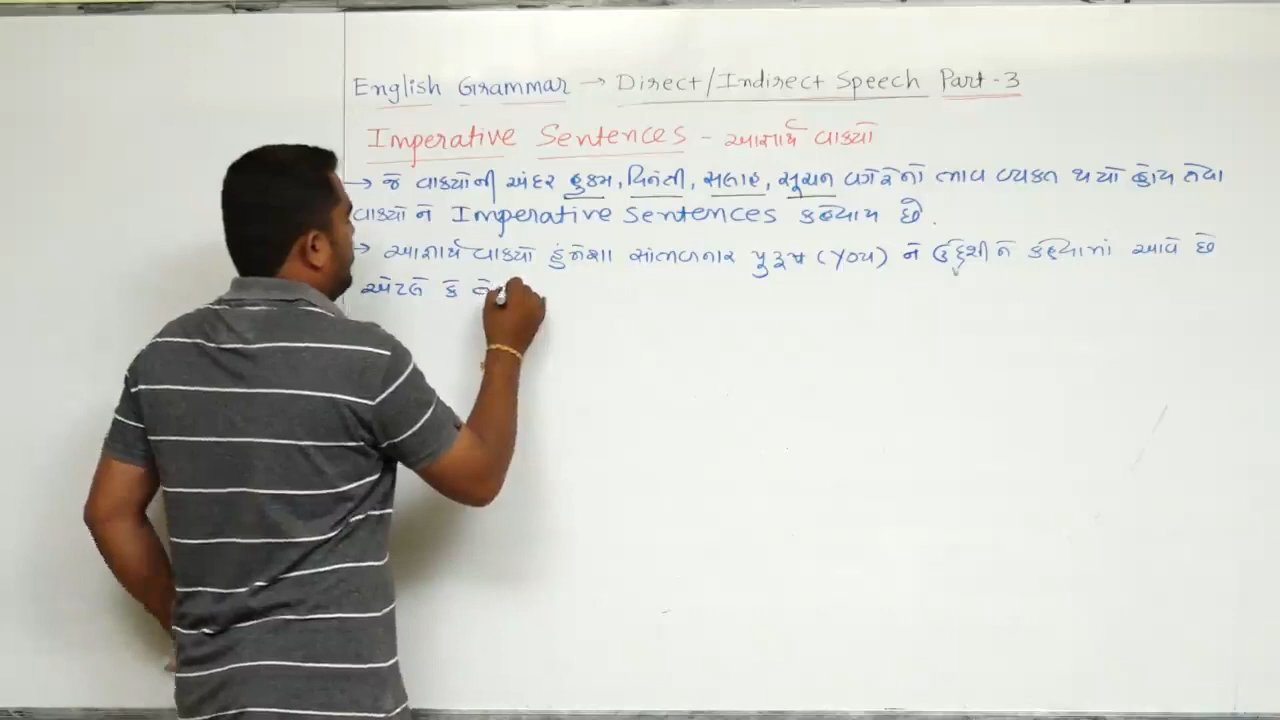 English Grammar → Direct/Indirect Speech Part-3
Imperative Sentences - આજ્ઞાર્થ વાક્યો
→ જે વાક્યોની અંદર હુકમ, વિનંતી, સલાહ, સૂચન વગેરેનો ભાવ વ્યક્ત થયો હોય તેવા
વાક્યો ને Imperative Sentences કહેવાય છે.
→ આજ્ઞાર્થ વાક્યો હંમેશા સાંભળનાર પુરૂષ (You) ને ઉદ્દેશીને કહેવામાં આવે છે
એટલે કે